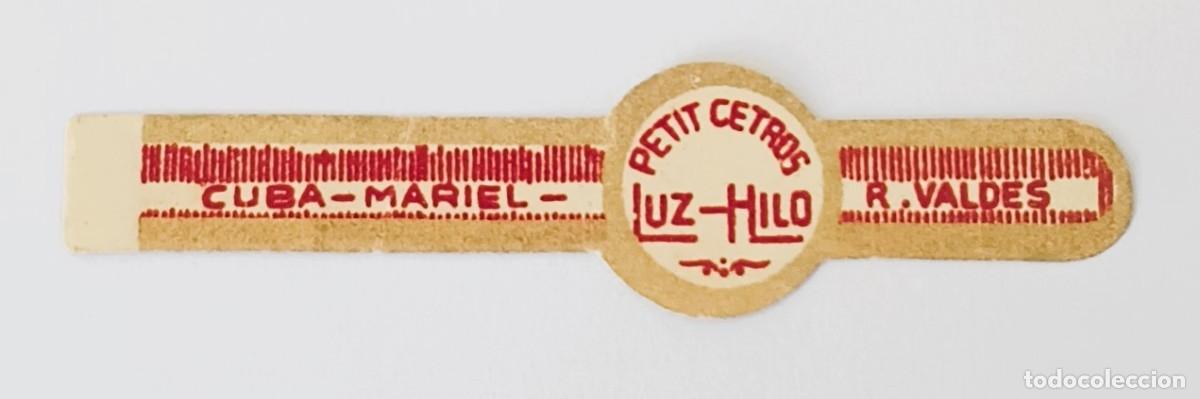 CUBA-MARIEL-
PETIT CETROS
LUZ-HILO
R. VALDES
todocoleccion